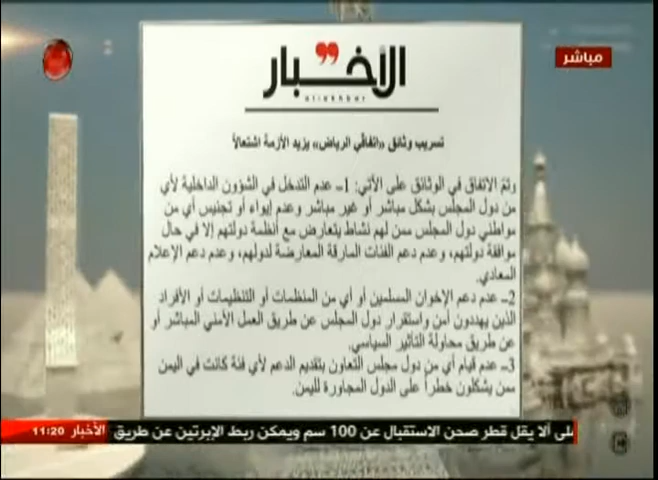 مباشر
الأخبار
alakhbar
تسريب وثائق «اتفاقي الرياض» يزيد الأزمة اشتعالاً
وتمّ الاتفاق في الوثائق على الآتي: 1ـ عدم التدخل في الشؤون الداخلية لأي
من دول المجلس بشكل مباشر أو غير مباشر وعدم إيواء أو تجنيس أي من
مواطني دول المجلس ممن لهم نشاط يتعارض مع أنظمة دولتهم إلا في حال
موافقة دولتهم، وعدم دعم الفئات المارقة المعارضة لدولهم، وعدم دعم الإعلام
المعادي.
2ـ عدم دعم الإخوان المسلمين أو أي من المنظمات أو التنظيمات أو الأفراد
الذين يهددون أمن واستقرار دول المجلس عن طريق العمل الأمني المباشر أو
عن طريق محاولة التأثير السياسي.
3ـ عدم قيام أي من دول مجلس التعاون بتقديم الدعم لأي فئة كانت في اليمن
ممن يشكلون خطراً على الدول المجاورة لليمن.
على ألا يقل قطر صحن الاستقبال عن 100 سم ويمكن ربط الإبرتين عن طريق
الأخبار 11:20